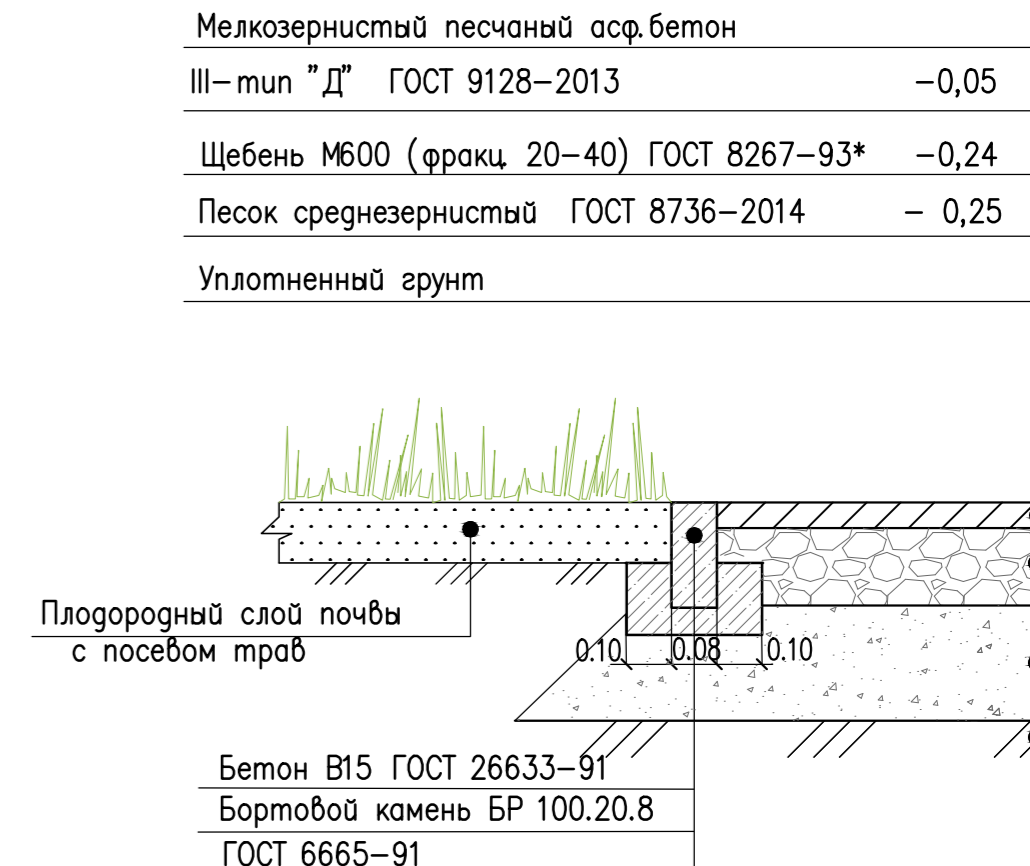 Мелкозернистый песчаный асф.бетон
III-тип "Д" ГОСТ 9128-2013 -0,05
Щебень М600 (фракц. 20-40) ГОСТ 8267-93* -0,24
Песок среднезернистый ГОСТ 8736-2014 - 0,25
Уплотненный грунт
Плодородный слой почвы
с посевом трав
0.10 0.08 0.10
Бетон В15 ГОСТ 26633-91
Бортовой камень БР 100.20.8
ГОСТ 6665-91